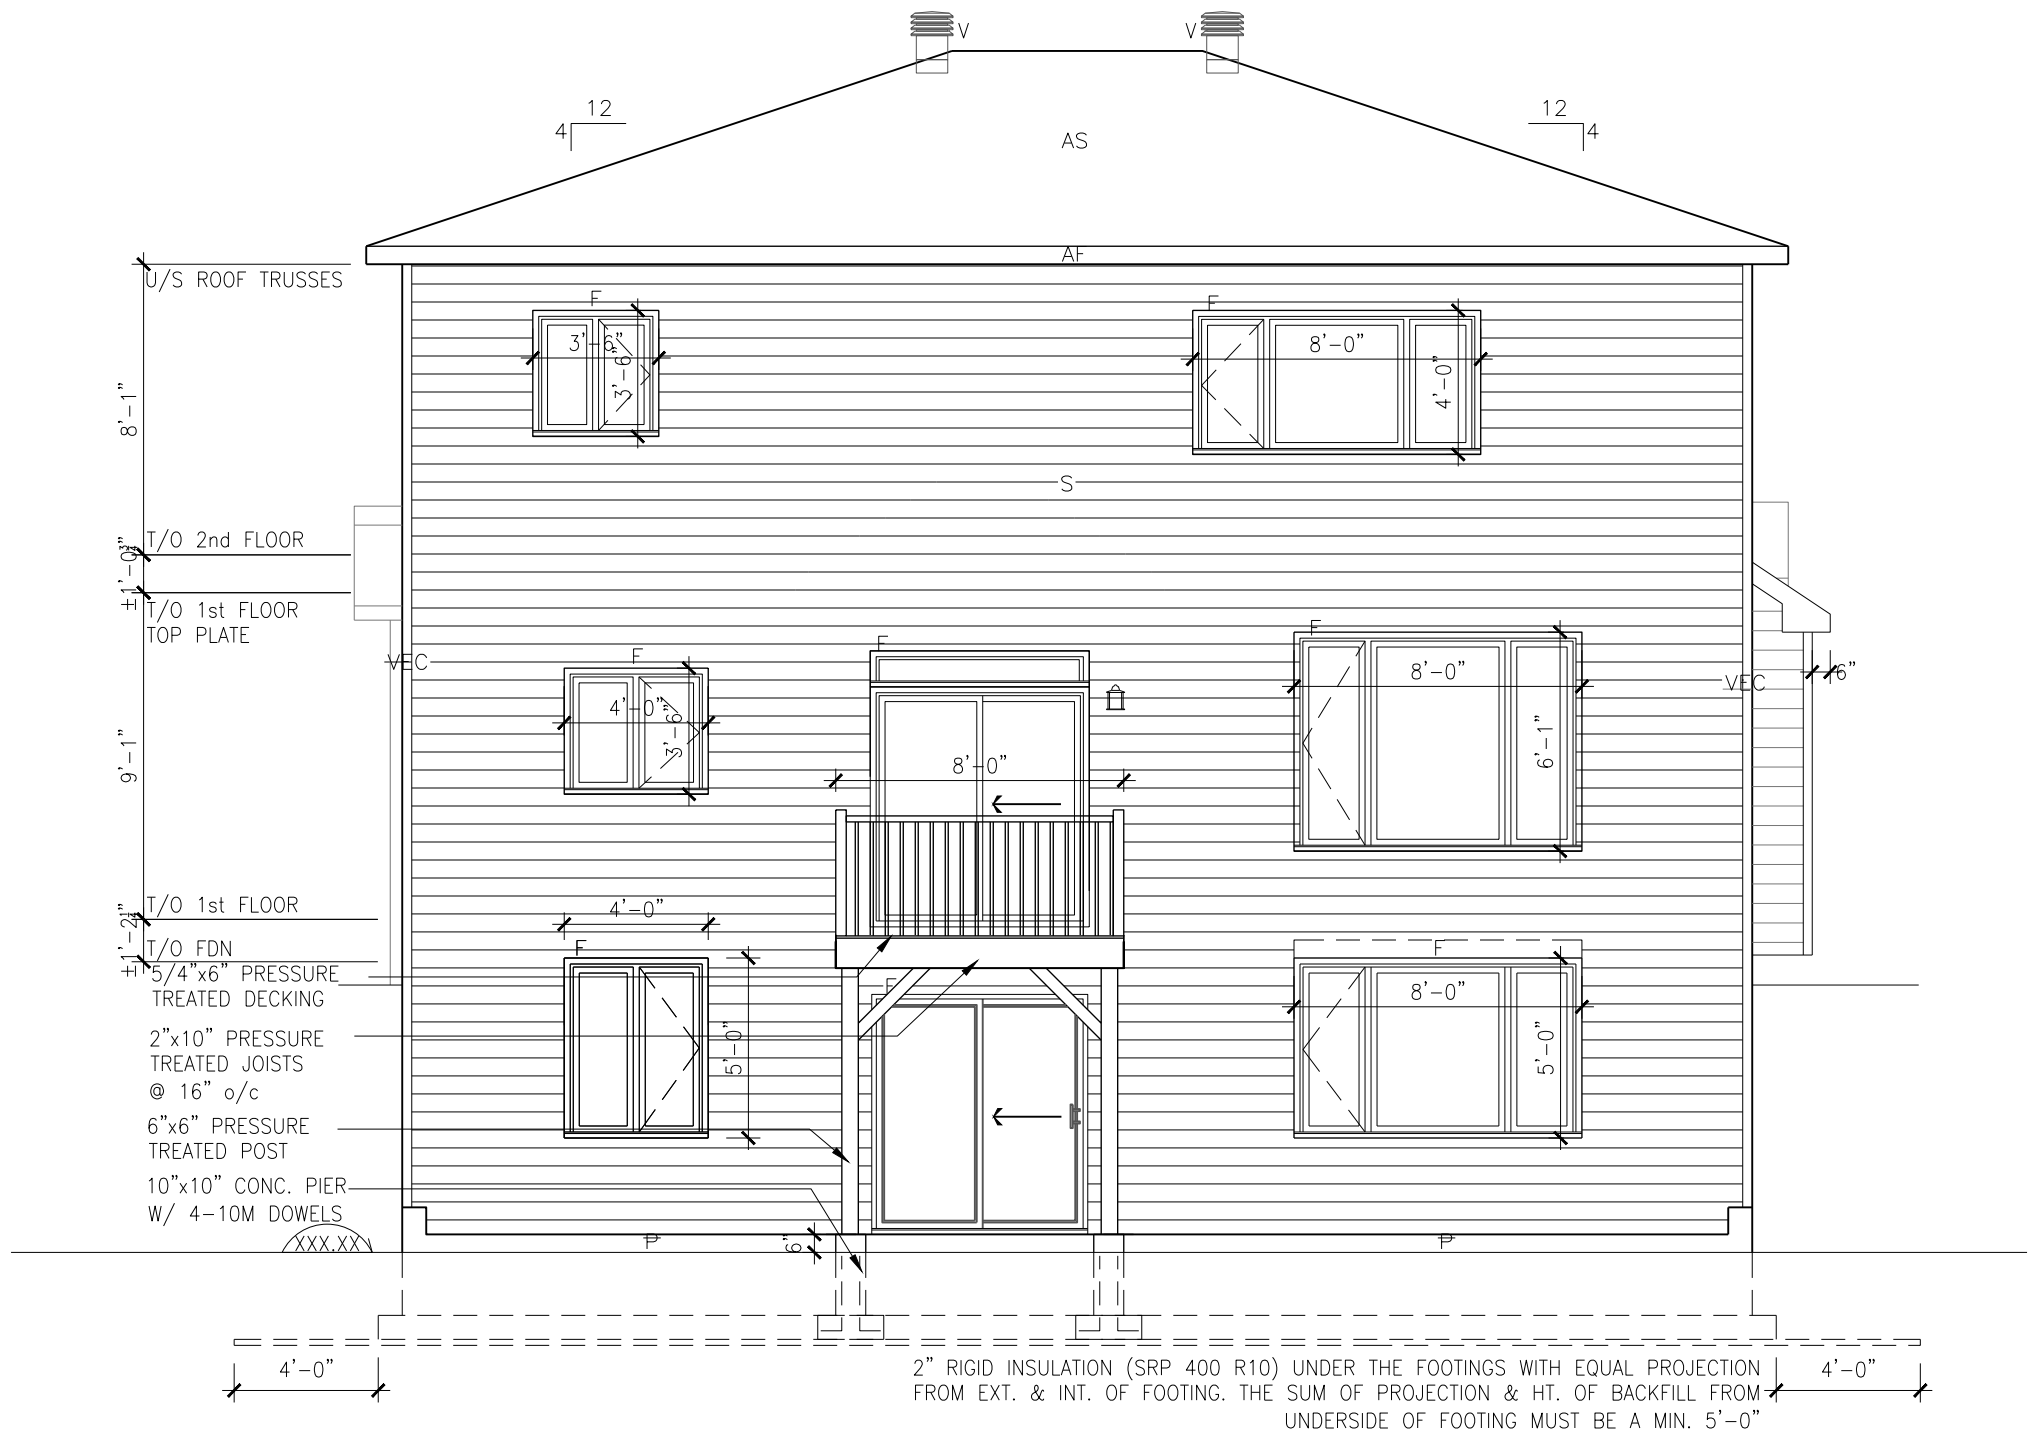 V
V
12
4
12
4
AS
AF
U/S ROOF TRUSSES
F
3'-6"
3'-6"
F
8'-0"
4'-0"
8'-1"
S
T/O 2nd FLOOR
±1'-0¾"
T/O 1st FLOOR
TOP PLATE
VEC
F
4'-0"
3'-6"
F
8'-0"
F
8'-0"
6'-1"
VEC
6"
9'-1"
T/O 1st FLOOR
±1'-2½"
T/O FDN
4'-0"
F
5'-0"
F
F
8'-0"
5'-0"
5/4"x6" PRESSURE
TREATED DECKING
2"x10" PRESSURE
TREATED JOISTS
@ 16" o/c
6"x6" PRESSURE
TREATED POST
10"x10" CONC. PIER
W/ 4-10M DOWELS
XXX.XX
P
6"
P
4'-0"
2" RIGID INSULATION (SRP 400 R10) UNDER THE FOOTINGS WITH EQUAL PROJECTION
FROM EXT. & INT. OF FOOTING. THE SUM OF PROJECTION & HT. OF BACKFILL FROM
UNDERSIDE OF FOOTING MUST BE A MIN. 5'-0"
4'-0"